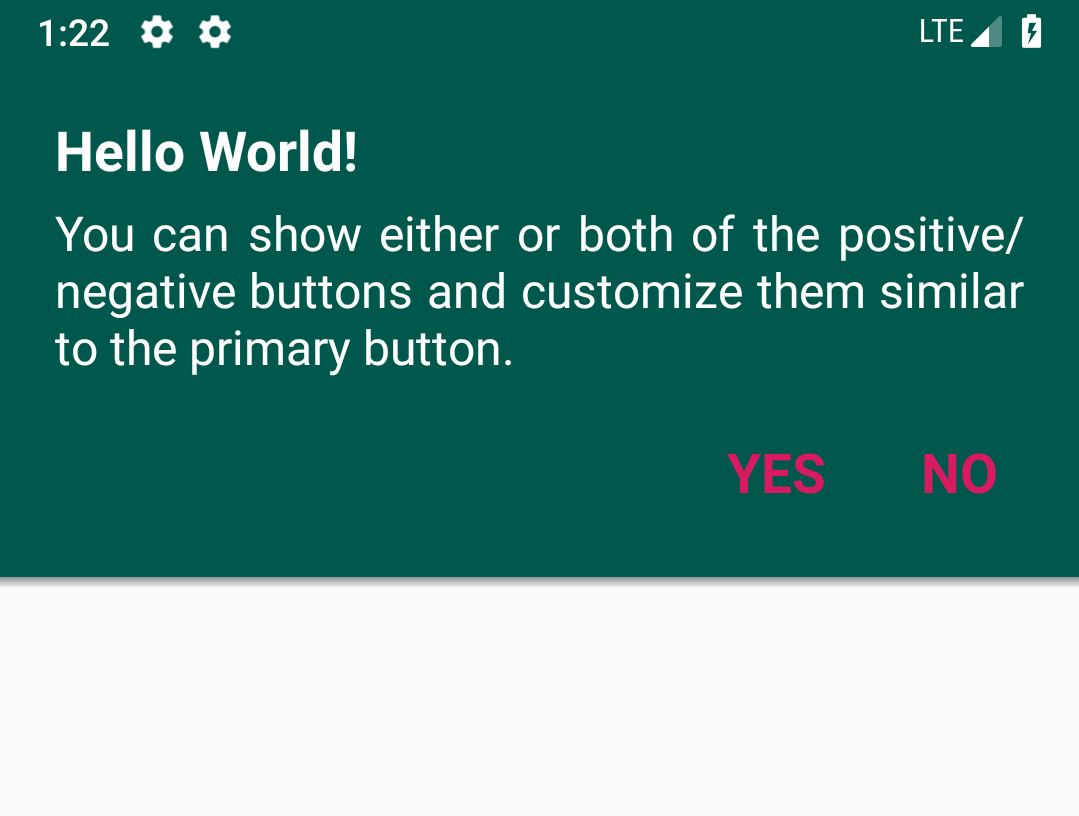 1:22 LTE
Hello World!
You can show either or both of the positive/
negative buttons and customize them similar
to the primary button.
YES NO